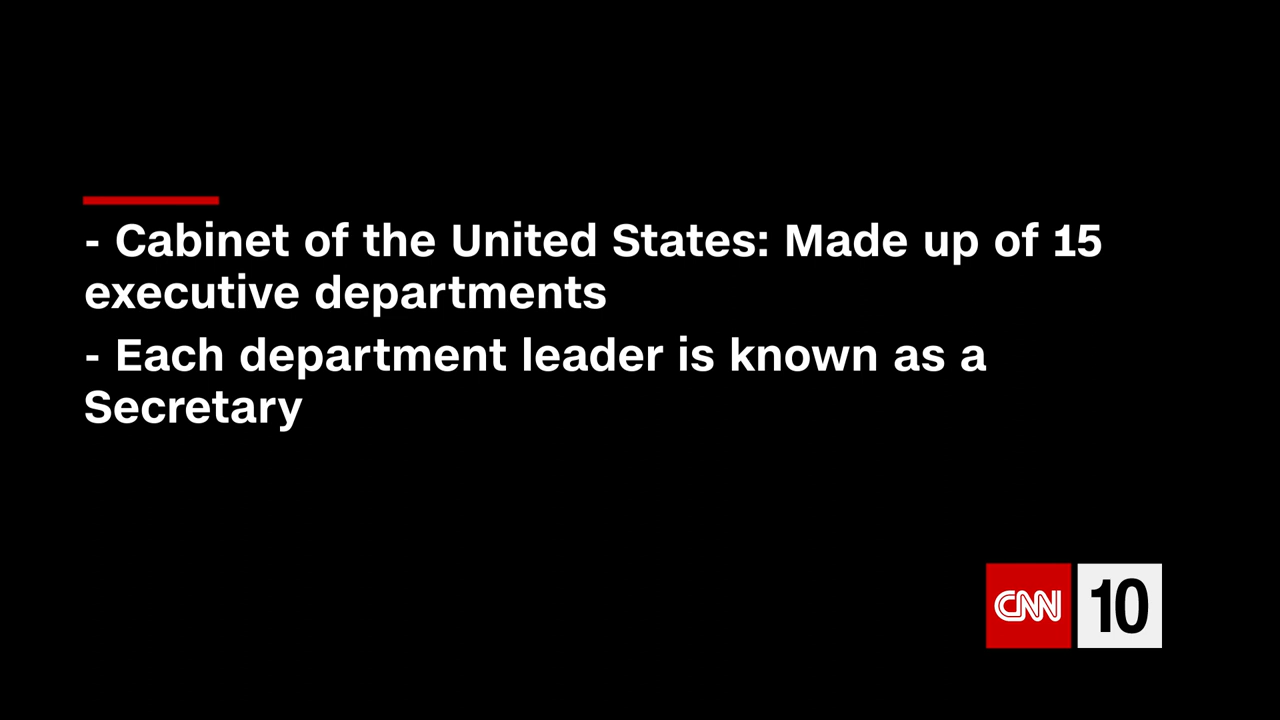 - Cabinet of the United States: Made up of 15
executive departments
- Each department leader is known as a
Secretary
CNN 10